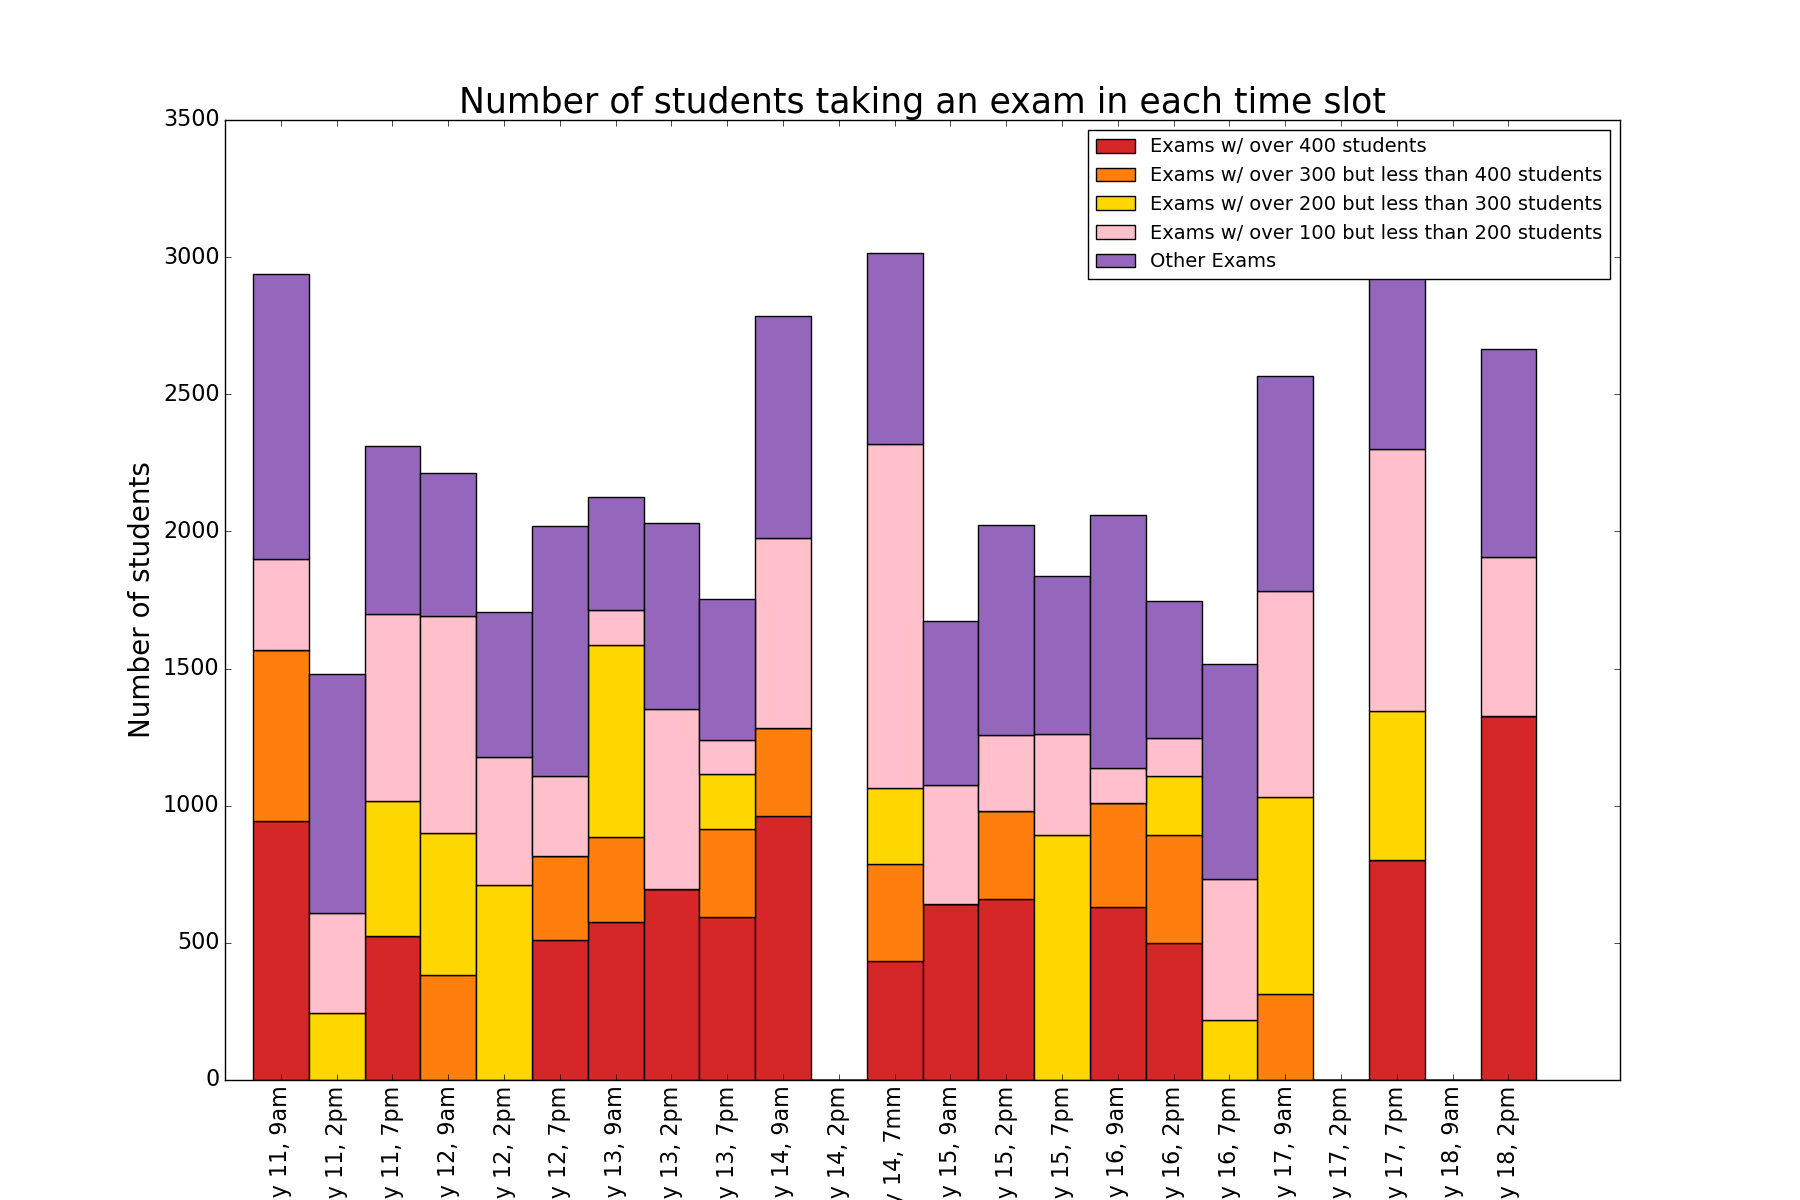 Number of students taking an exam in each time slot
Exams w/ over 400 students
Exams w/ over 300 but less than 400 students
Exams w/ over 200 but less than 300 students
Exams w/ over 100 but less than 200 students
Other Exams
Number of students
3500
3000
2500
2000
1500
1000
500
0
y 11, 9am
y 11, 2pm
y 11, 7pm
y 12, 9am
y 12, 2pm
y 12, 7pm
y 13, 9am
y 13, 2pm
y 13, 7pm
y 14, 9am
y 14, 2pm
y 14, 7mm
y 15, 9am
y 15, 2pm
y 15, 7pm
y 16, 9am
y 16, 2pm
y 16, 7pm
y 17, 9am
y 17, 2pm
y 17, 7pm
y 18, 9am
y 18, 2pm